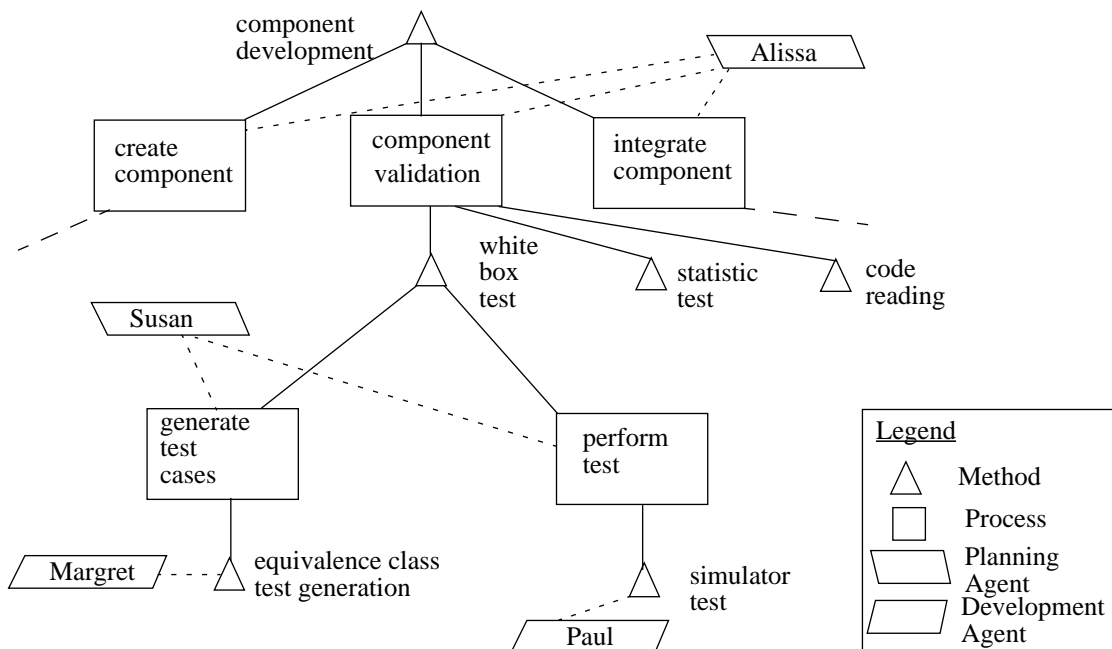 component
development
Alissa
create
component
component
validation
integrate
component
white
box
test
statistic
test
code
reading
Susan
generate
test
cases
perform
test
Margret
equivalence class
test generation
simulator
test
Paul
Legend
Method
Process
Planning
Agent
Development
Agent